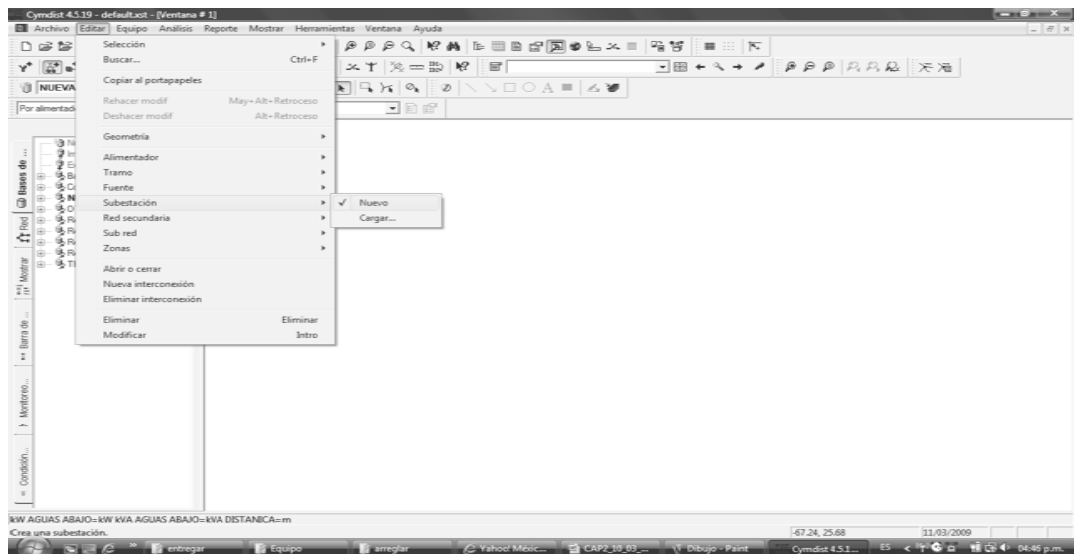 Cymdist 4.5.19 - default.xst - [Ventana # 1]
Archivo Editar Equipo Análisis Reporte Mostrar Herramientas Ventana Ayuda
Selección
Buscar... Ctrl+F
Copiar al portapapeles
Rehacer modif May+Alt+Retroceso
Deshacer modif Alt+Retroceso
Geometría
Alimentador
Tramo
Fuente
Subestación
Red secundaria
Sub red
Zonas
Abrir o cerrar
Nueva interconexión
Eliminar interconexión
Eliminar Eliminar
Modificar Intro
Nuevo
Cargar...
NUEVA
Por alimentad
Bases de ...
Red
Mostrar
Barra de ...
Monitoreo...
Condición...
kW AGUAS ABAJO=kW kVA AGUAS ABAJO=kVA DISTANICA=m
Crea una subestación. -67.24, 25.68 11/03/2009
entregar Equipo arreglar Yahoo! Méxic... CAP2_10_03_... Dibujo - Paint Cymdist 4.5.1... ES 04:46 p.m.